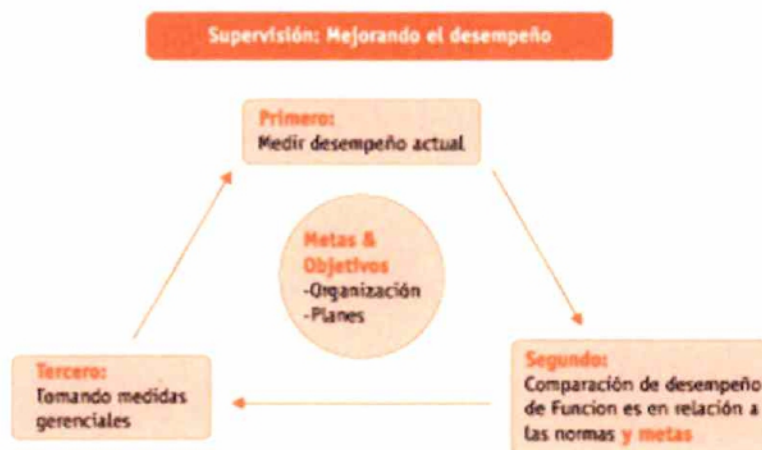 Supervisión: Mejorando el desempeño
Primero:
Medir desempeño actual
Metas &
Objetivos
-Organización
-Planes
Tercero:
Tomando medidas
gerenciales
Segundo:
Comparación de desempeño
de Funcion es en relación a
las normas y metas